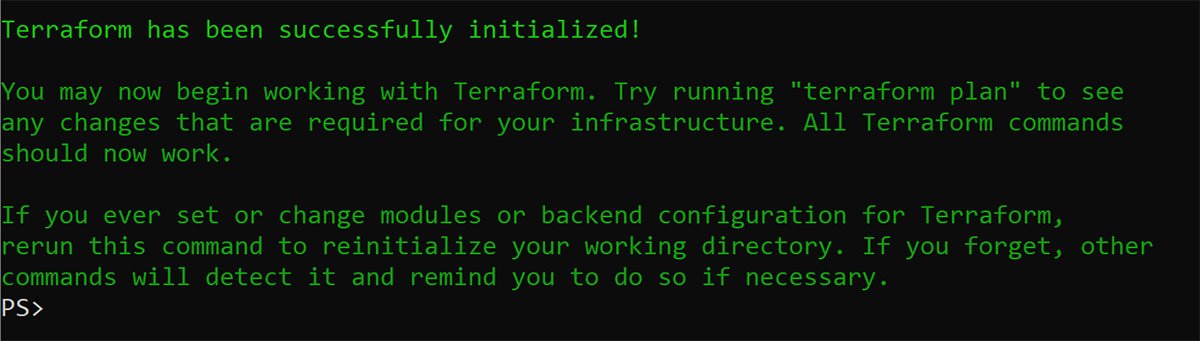 Terraform has been successfully initialized!
You may now begin working with Terraform. Try running "terraform plan" to see
any changes that are required for your infrastructure. All Terraform commands
should now work.
If you ever set or change modules or backend configuration for Terraform,
rerun this command to reinitialize your working directory. If you forget, other
commands will detect it and remind you to do so if necessary.
PS>